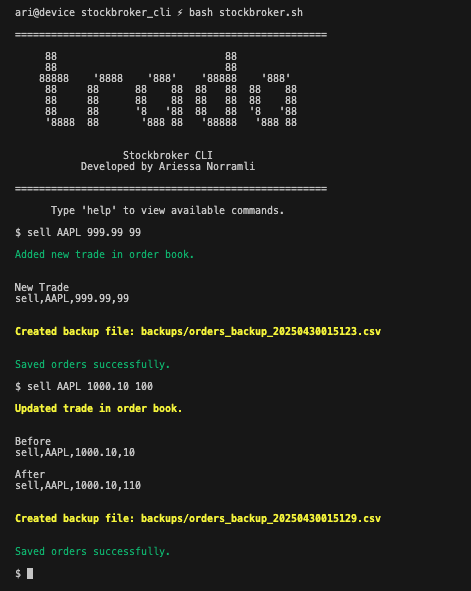 ari@device stockbroker_cli ⚡ bash stockbroker.sh
====================================================
     88                            88
     88                            88
    88888    '8888    '888'    '88888    '888'
     88     88      88    88  88   88  88    88
     88     88      88    88  88   88  88    88
     88     88      '8   '88  88   88  '8   '88
     '8888  88       '888 88   '88888   '888 88
Stockbroker CLI
Developed by Ariessa Norramli
====================================================
Type 'help' to view available commands.
$ sell AAPL 999.99 99
Added new trade in order book.
New Trade
sell,AAPL,999.99,99
Created backup file: backups/orders_backup_20250430015123.csv
Saved orders successfully.
$ sell AAPL 1000.10 100
Updated trade in order book.
Before
sell,AAPL,1000.10,10
After
sell,AAPL,1000.10,110
Created backup file: backups/orders_backup_20250430015129.csv
Saved orders successfully.
$